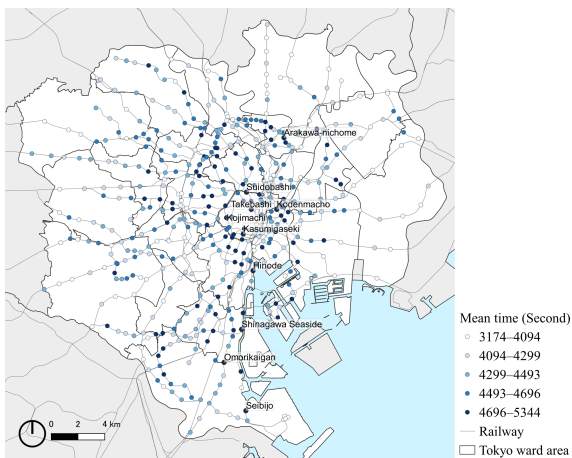 Arakawa-nichome
Suidobashi
Takebashi Kodenmacho
Kojimachi
Kasumigaseki
Hinode
Shinagawa Seaside
Omorikaigan
Seibijo
0 2 4 km
Mean time (Second)
3174–4094
4094–4299
4299–4493
4493–4696
4696–5344
Railway
Tokyo ward area